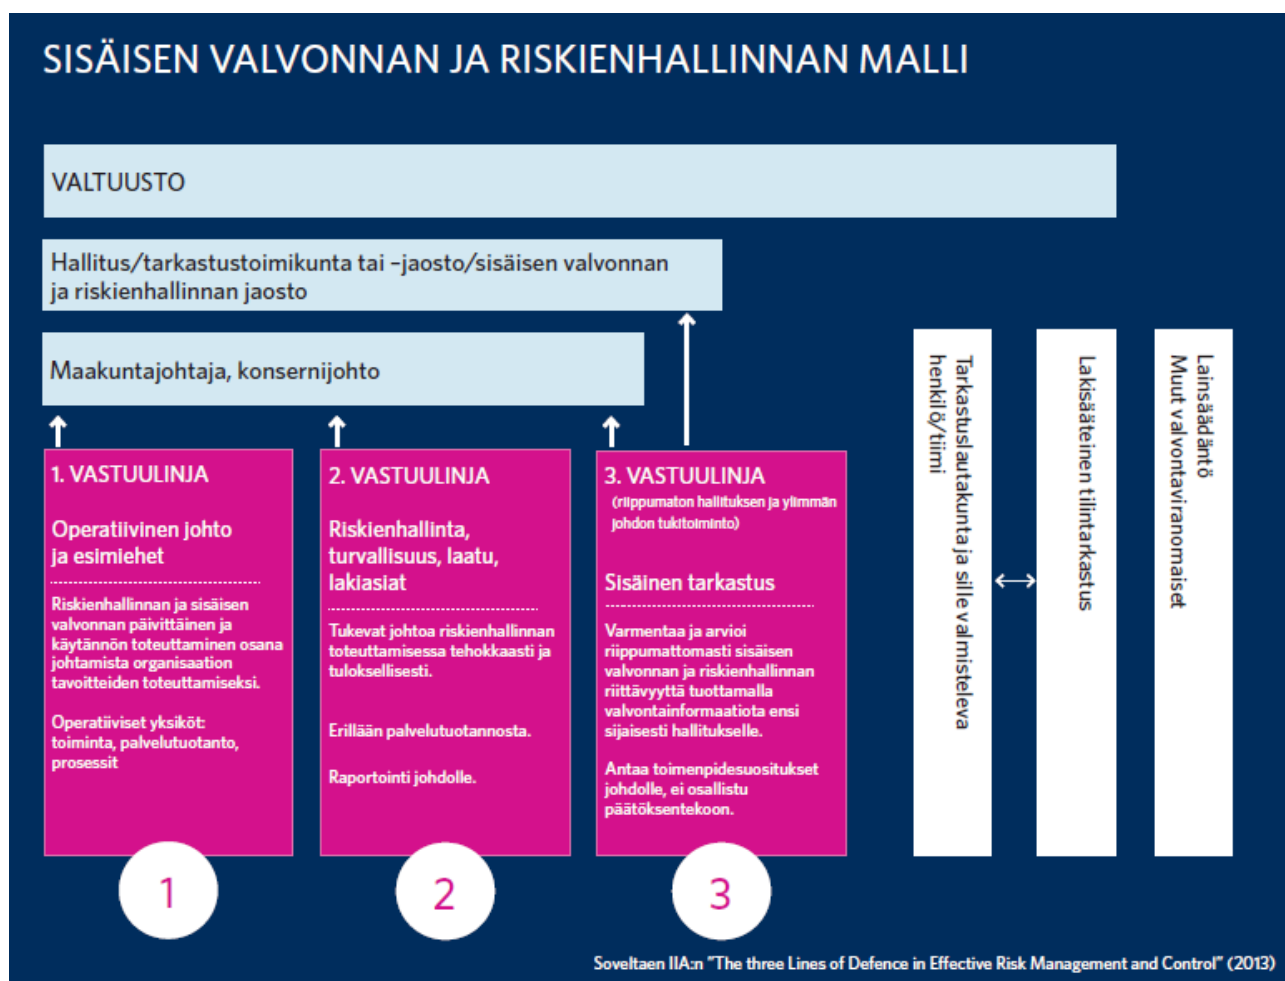 SISÄISEN VALVONNAN JA RISKIENHALLINNAN MALLI
VALTUUSTO
Hallitus/tarkastustoimikunta tai –jaosto/sisäisen valvonnan
ja riskienhallinnan jaosto
Maakuntajohtaja, konsernijohto
1. VASTUULINJA
Operatiivinen johto
ja esimiehet
Riskienhallinnan ja sisäisen
valvonnan päivittäinen ja
käytännön toteuttaminen osana
johtamista organisaation
tavoitteiden toteuttamiseksi.
Operatiiviset yksiköt:
toiminta, palvelutuotanto,
prosessit
1
2. VASTUULINJA
Riskienhallinta,
turvallisuus, laatu,
lakiasiat
Tukevat johtoa riskienhallinnan
toteuttamisessa tehokkaasti ja
tuloksellisesti.
Erillään palvelutuotannosta.
Raportointi johdolle.
2
3. VASTUULINJA
(riippumaton hallituksen ja ylimmän
johdon tukitoiminto)
Sisäinen tarkastus
Varmentaa ja arvioi
riippumattomasti sisäisen
valvonnan ja riskienhallinnan
riittävyyttä tuottamalla
valvontainformaatiota ensi
sijaisesti hallitukselle.
Antaa toimenpidesuositukset
johdolle, ei osallistu
päätöksentekoon.
3
Tarkastuslautakunta ja sille valmisteleva
henkilö/tiimi
Lakisääteinen tilintarkastus
Lainsäädäntö
Muut valvontaviranomaiset
Soveltaen IIA:n "The three Lines of Defence in Effective Risk Management and Control" (2013)